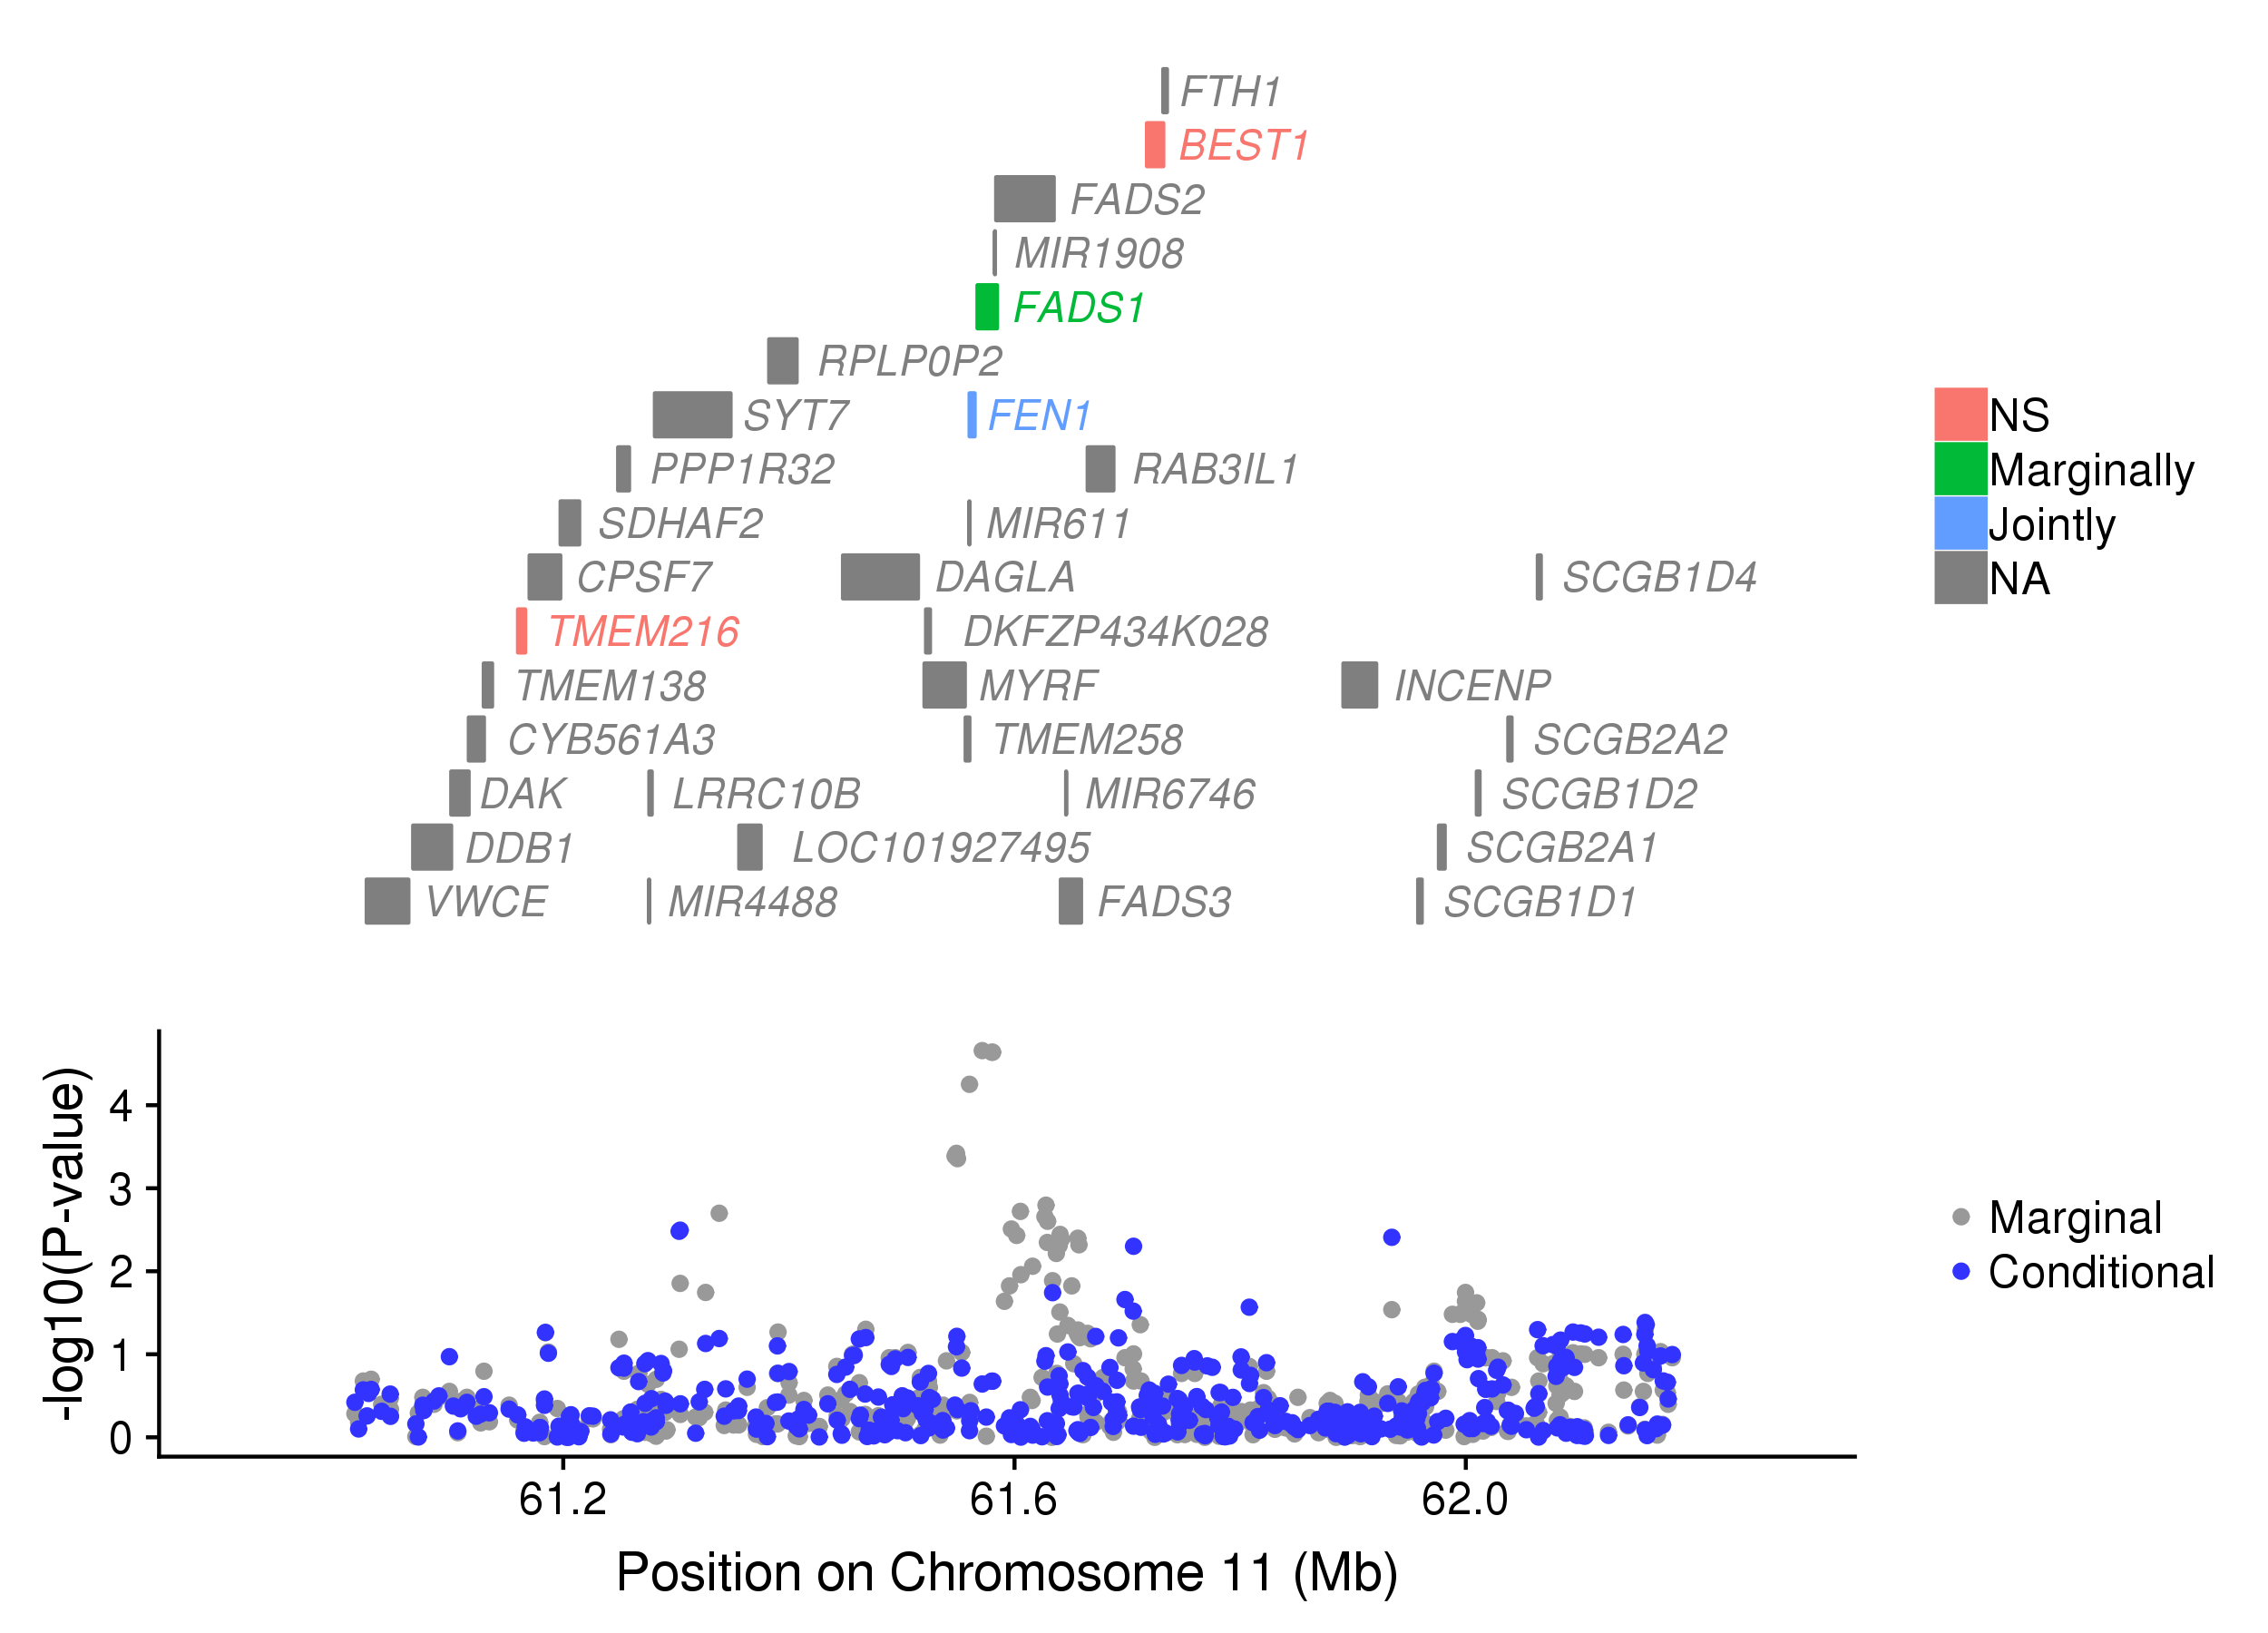 FTH1
BEST1
FADS2
MIR1908
FADS1
RPLP0P2
SYT7 FEN1
PPP1R32 RAB3IL1
SDHAF2 MIR611
CPSF7 DAGLA SCGB1D4
TMEM216 DKFZP434K028
TMEM138 MYRF INCENP
CYB561A3 TMEM258 SCGB2A2
DAK LRRC10B MIR6746 SCGB1D2
DDB1 LOC101927495 SCGB2A1
VWCE MIR4488 FADS3 SCGB1D1
NS
Marginally
Jointly
NA
-log10(P-value)
4
3
2
1
0
61.2 61.6 62.0
Position on Chromosome 11 (Mb)
Marginal
Conditional